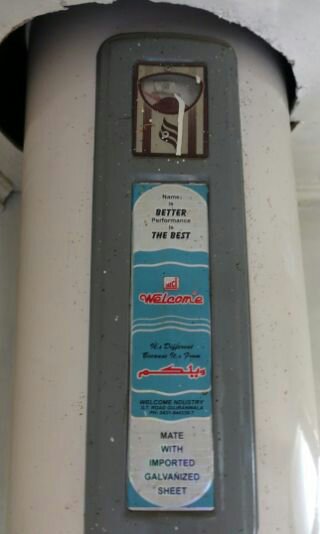 Name:
is
BETTER
Performance
is
THE BEST
Welcome
It,s Different
Because It,s From
ویلکم
WELCOME NDUSTRY
G.T. ROAD GUJRANWALA
MATE
WITH
IMPORTED
GALVANIZED
SHEET